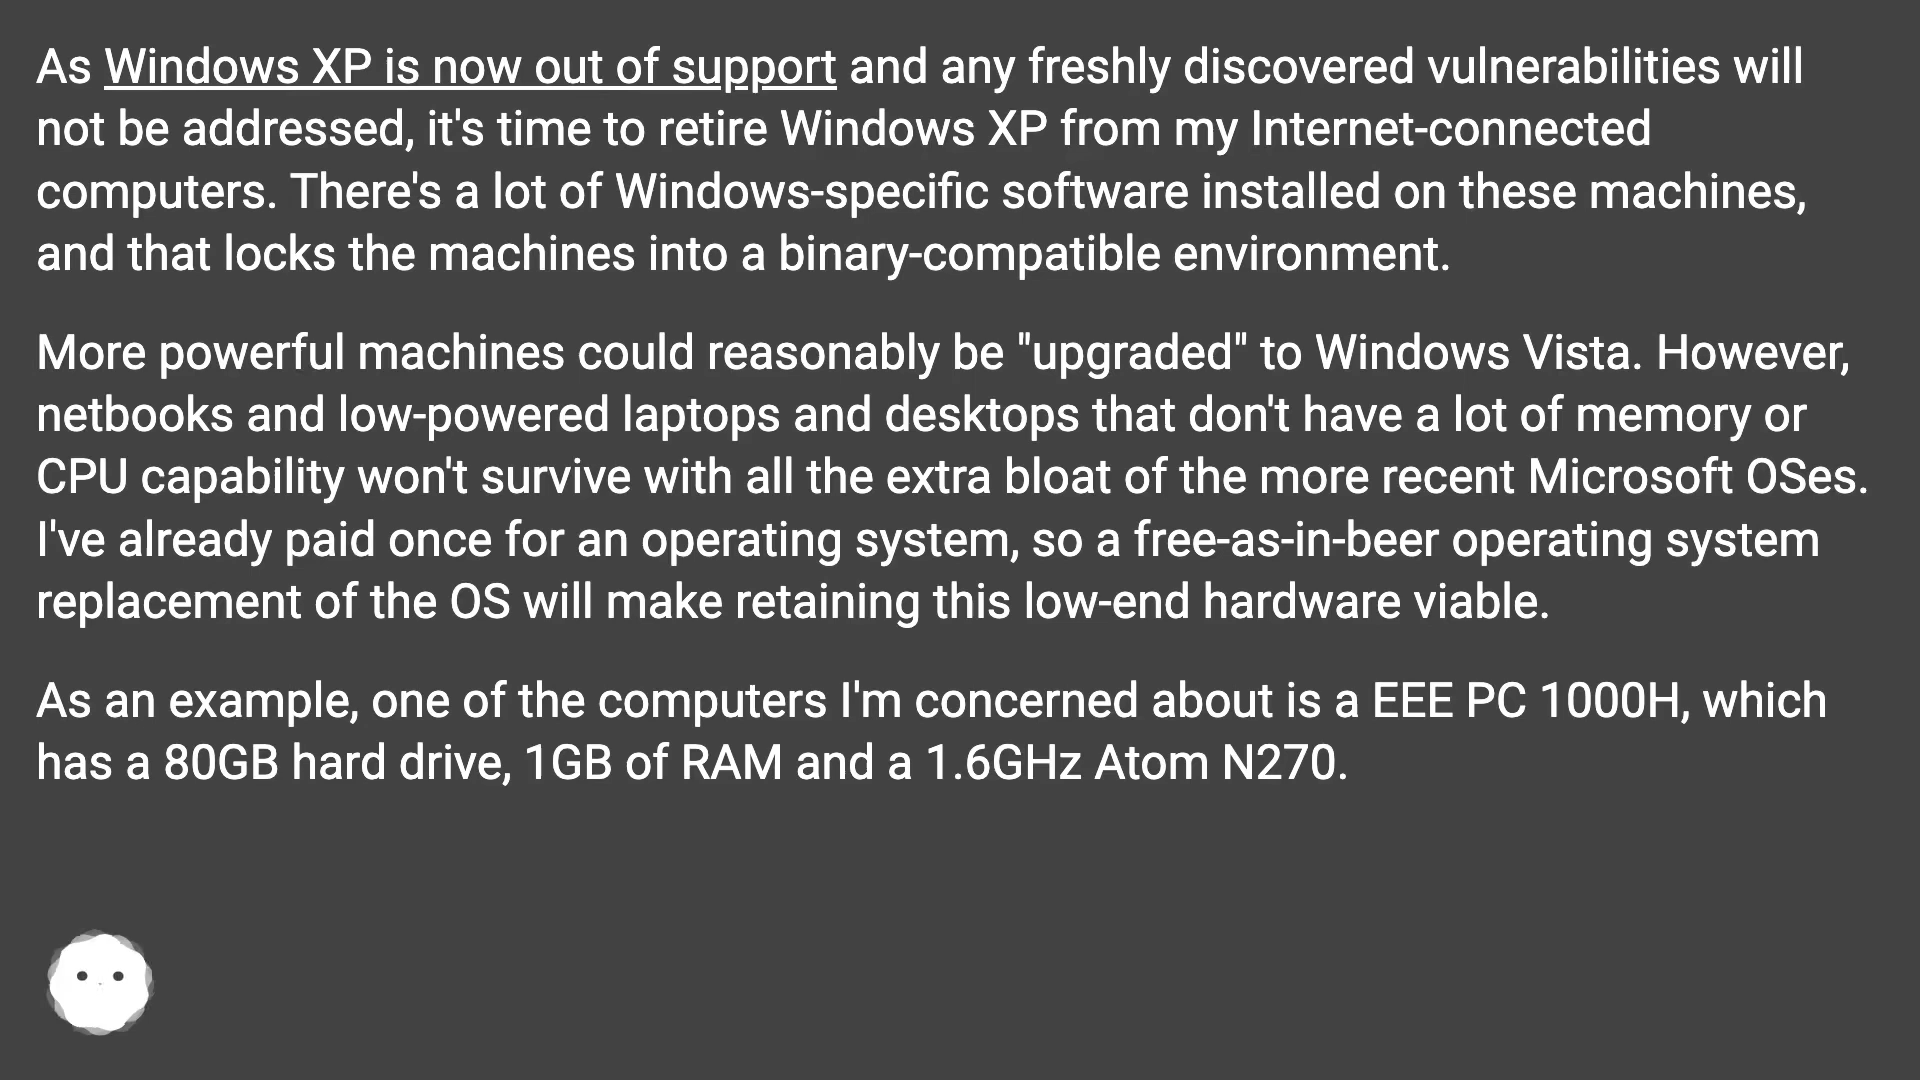 As Windows XP is now out of support and any freshly discovered vulnerabilities will
not be addressed, it's time to retire Windows XP from my Internet-connected
computers. There's a lot of Windows-specific software installed on these machines,
and that locks the machines into a binary-compatible environment.
More powerful machines could reasonably be "upgraded" to Windows Vista. However,
netbooks and low-powered laptops and desktops that don't have a lot of memory or
CPU capability won't survive with all the extra bloat of the more recent Microsoft OSes.
I've already paid once for an operating system, so a free-as-in-beer operating system
replacement of the OS will make retaining this low-end hardware viable.
As an example, one of the computers I'm concerned about is a EEE PC 1000H, which
has a 80GB hard drive, 1GB of RAM and a 1.6GHz Atom N270.